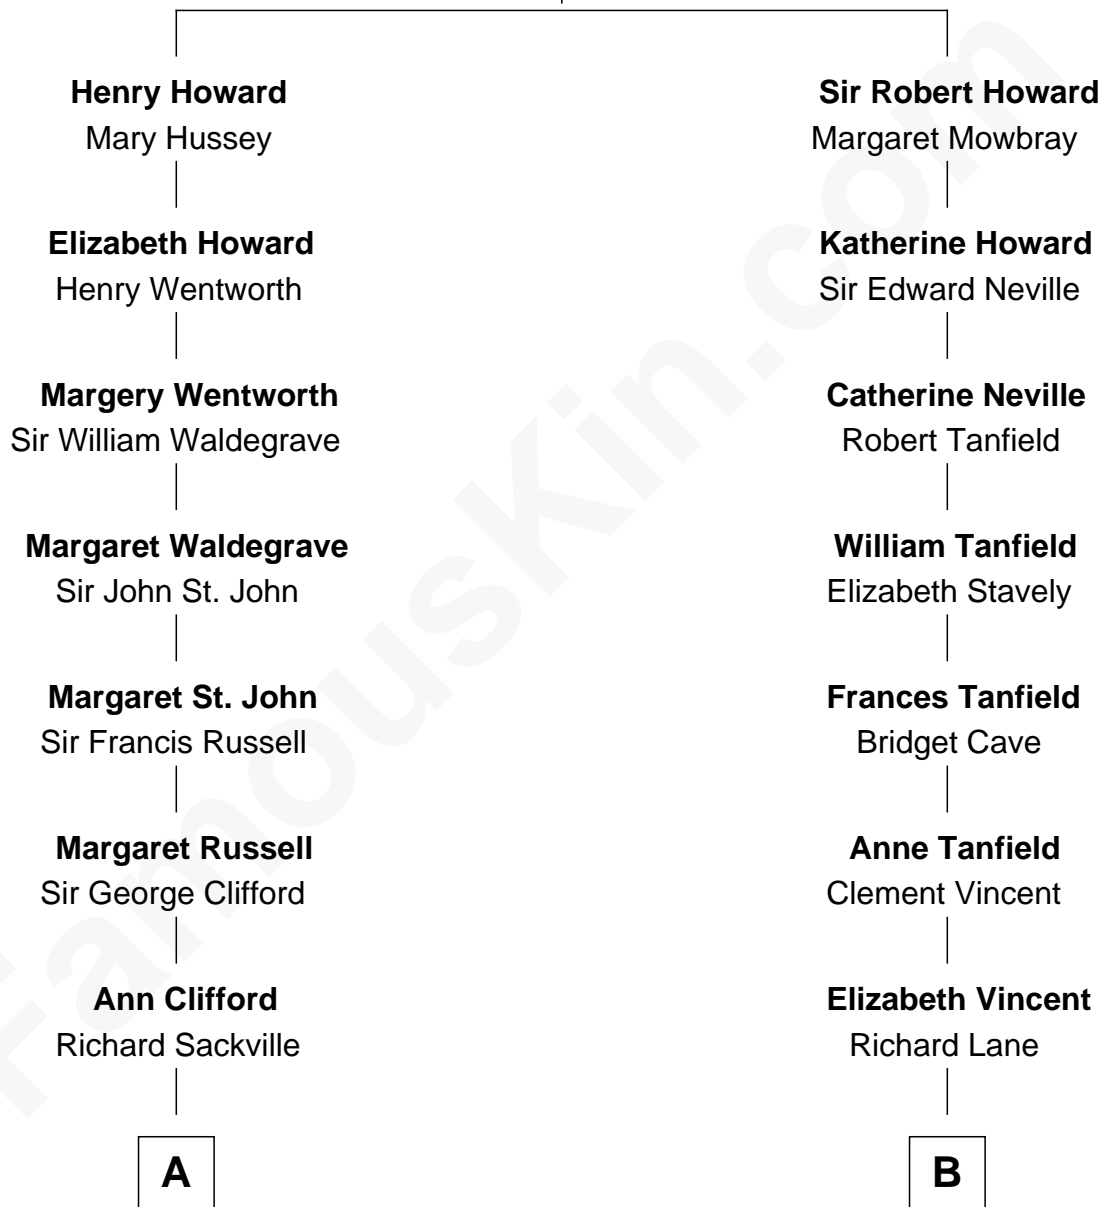 Henry Howard
Mary Hussey
Sir Robert Howard
Margaret Mowbray
Elizabeth Howard
Henry Wentworth
Katherine Howard
Sir Edward Neville
Margery Wentworth
Sir William Waldegrave
Catherine Neville
Robert Tanfield
Margaret Waldegrave
Sir John St. John
William Tanfield
Elizabeth Stavely
Margaret St. John
Sir Francis Russell
Frances Tanfield
Bridget Cave
Margaret Russell
Sir George Clifford
Anne Tanfield
Clement Vincent
Ann Clifford
Richard Sackville
Elizabeth Vincent
Richard Lane
A
B
FamousKin.com